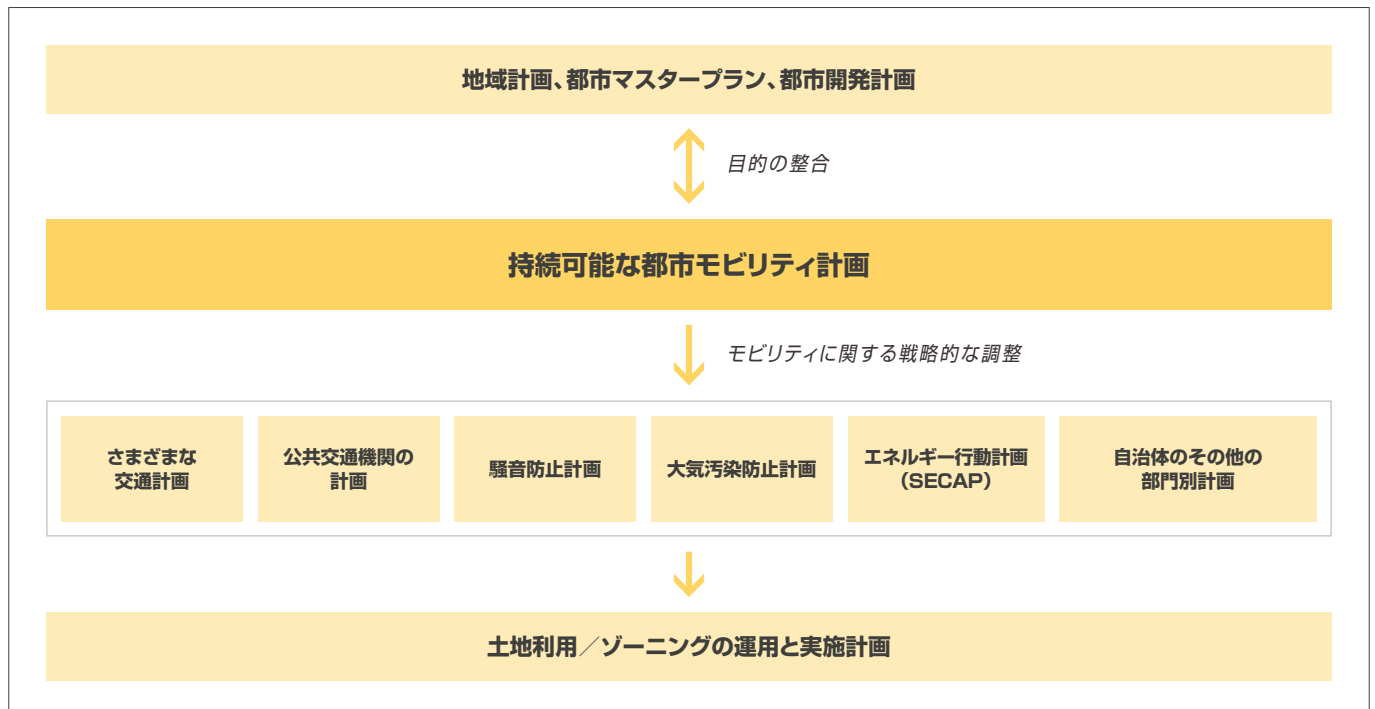 地域計画、都市マスタープラン、都市開発計画
目的の整合
持続可能な都市モビリティ計画
モビリティに関する戦略的な調整
さまざまな
交通計画
公共交通機関の
計画
騒音防止計画
大気汚染防止計画
エネルギー行動計画
（SECAP）
自治体のその他の
部門別計画
土地利用／ゾーニングの運用と実施計画